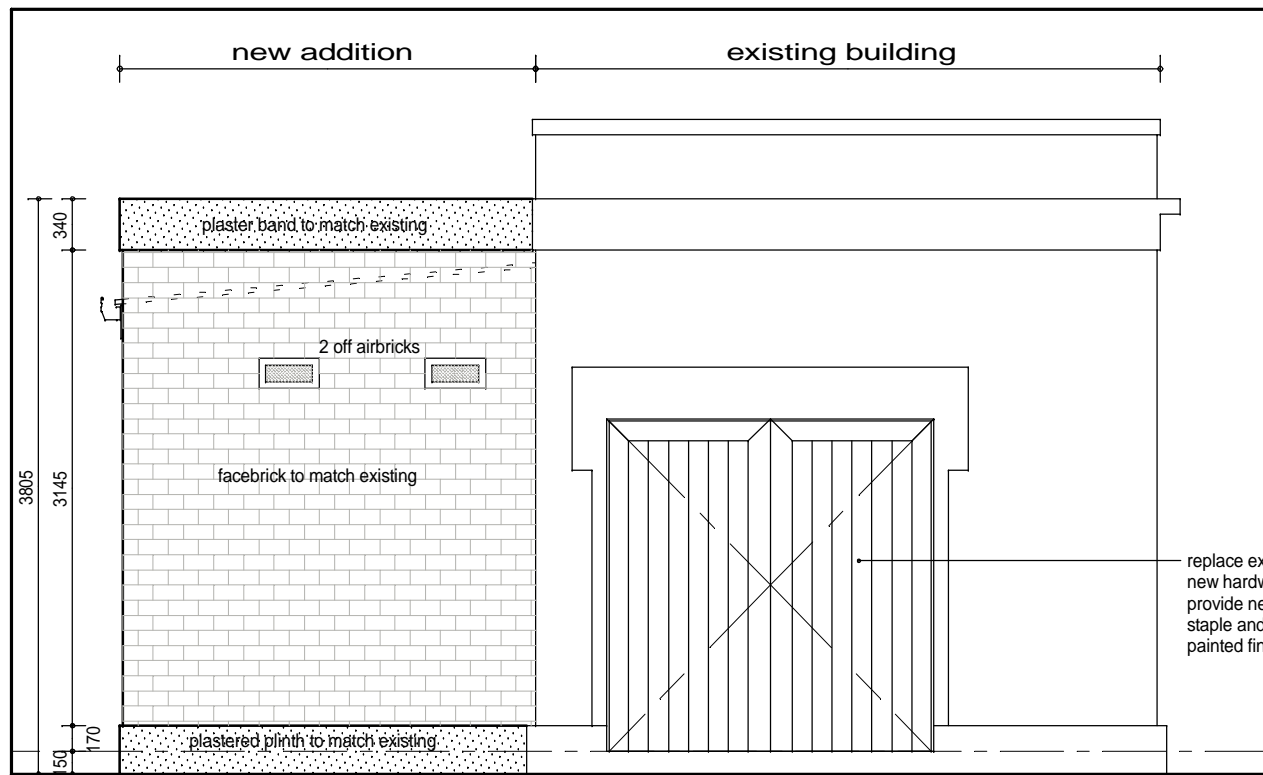 new addition
existing building
340
plaster band to match existing
2 off airbricks
3805
3145
facebrick to match existing
replace ex
new hardw
provide ne
staple and
painted fin
170
plastered plinth to match existing
150